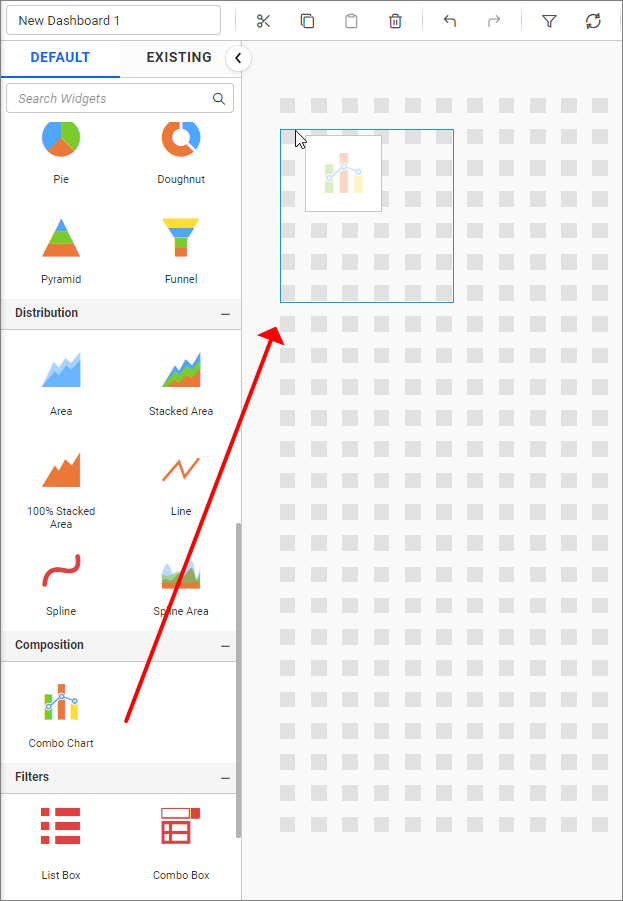 New Dashboard 1
DEFAULT
EXISTING
Search Widgets
Pie
Doughnut
Pyramid
Funnel
Distribution
Area
Stacked Area
100% Stacked
Area
Line
Spline
Spline Area
Composition
Combo Chart
Filters
List Box
Combo Box